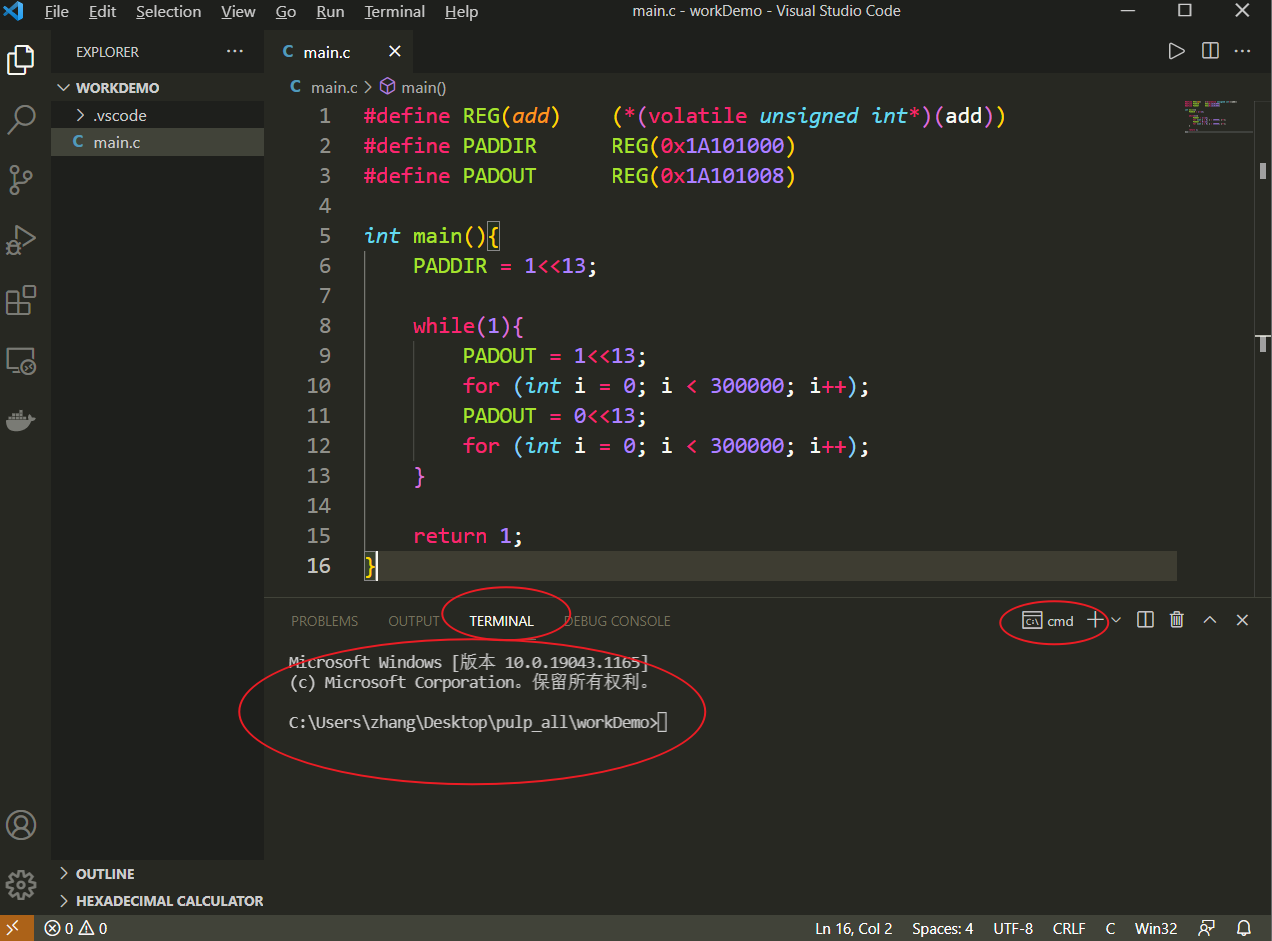 File Edit Selection View Go Run Terminal Help main.c - workDemo - Visual Studio Code
EXPLORER
WORKDEMO
.vscode
C main.c
OUTLINE
HEXADECIMAL CALCULATOR
C main.c
C main.c > main()
1 #define REG(add)    (*(volatile unsigned int*)(add))
2 #define PADDIR      REG(0x1A101000)
3 #define PADOUT      REG(0x1A101008)
4
5 int main(){
6     PADDIR = 1<<13;
7
8     while(1){
9         PADOUT = 1<<13;
10         for (int i = 0; i < 300000; i++);
11         PADOUT = 0<<13;
12         for (int i = 0; i < 300000; i++);
13     }
14
15     return 1;
16 }
PROBLEMS OUTPUT TERMINAL DEBUG CONSOLE cmd
Microsoft Windows [版本 10.0.19043.1165]
(c) Microsoft Corporation。保留所有权利。
C:\Users\zhang\Desktop\pulp_all\workDemo>
0 0 Ln 16, Col 2 Spaces: 4 UTF-8 CRLF C Win32